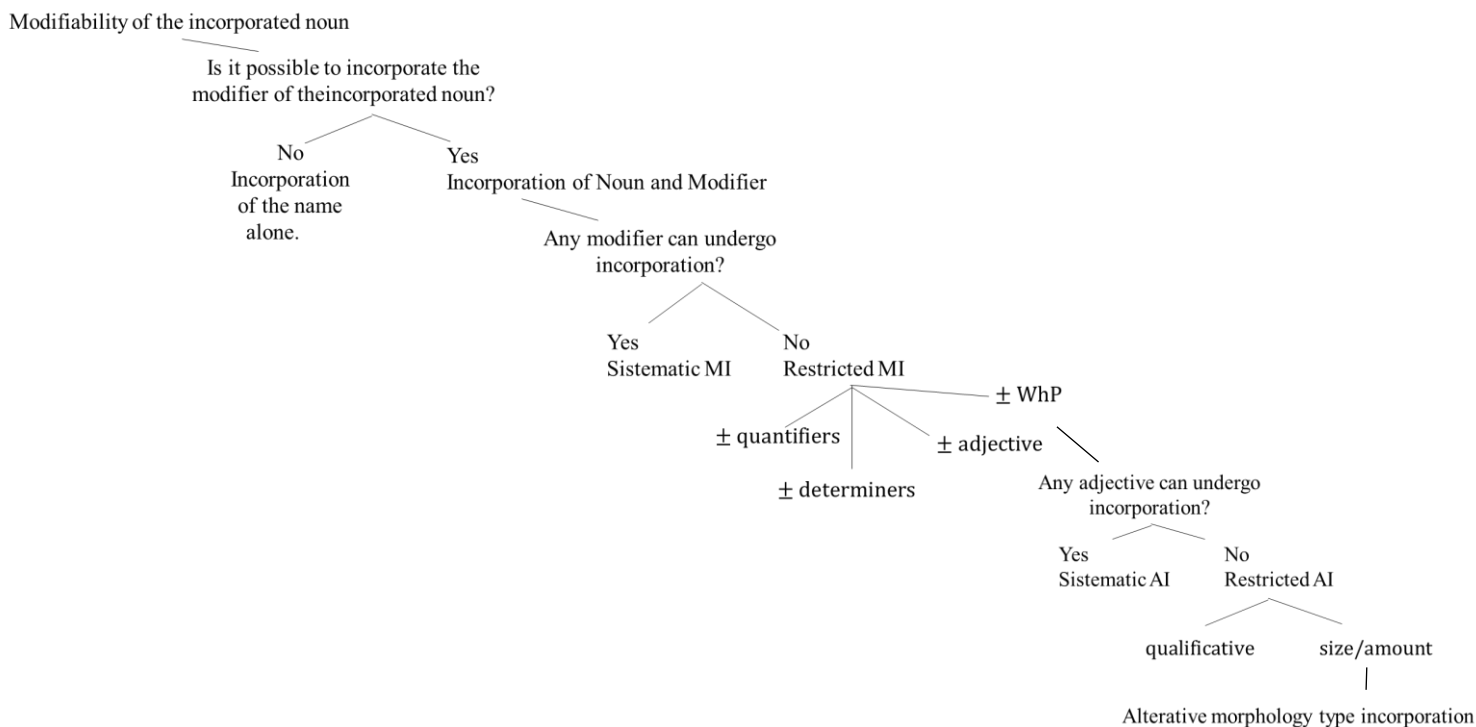 Modifiability of the incorporated noun
Is it possible to incorporate the
modifier of theincorporated noun?
No
Incorporation
of the name
alone.
Yes
Incorporation of Noun and Modifier
Any modifier can undergo
incorporation?
Yes
Sistematic MI
No
Restricted MI
± WhP
± quantifiers
± adjective
± determiners
Any adjective can undergo
incorporation?
Yes
Sistematic AI
No
Restricted AI
qualificative
size/amount
Alterative morphology type incorporation